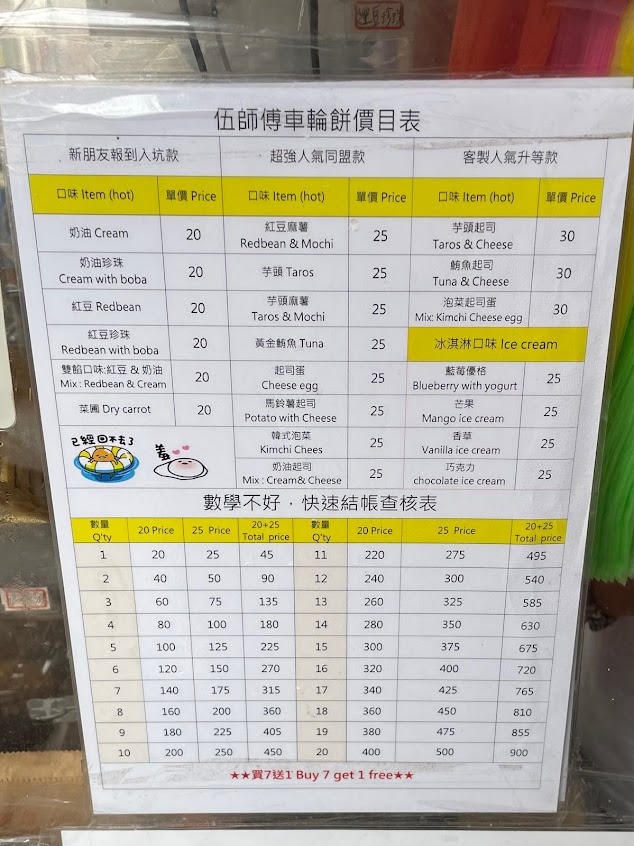 伍師傅車輪餅價目表
新朋友報到入坑款 超強人氣同盟款 客製人氣升等款
口味 Item (hot) 單價 Price 口味 Item (hot) 單價 Price 口味 Item (hot) 單價 Price
奶油 Cream 20
奶油珍珠
Cream with boba 20
紅豆 Redbean 20
紅豆珍珠
Redbean with boba 20
雙餡口味:紅豆 & 奶油
Mix : Redbean & Cream 20
菜圃 Dry carrot 20
已經回不去了
羞
紅豆麻薯
Redbean & Mochi 25
芋頭 Taros 25
芋頭麻薯
Taros & Mochi 25
黃金鮪魚 Tuna 25
起司蛋
Cheese egg 25
馬鈴薯起司
Potato with Cheese 25
韓式泡菜
Kimchi Chees 25
奶油起司
Mix : Cream& Cheese 25
芋頭起司
Taros & Cheese 30
鮪魚起司
Tuna & Cheese 30
泡菜起司蛋
Mix: Kimchi Cheese egg 30
冰淇淋口味 Ice cream
藍莓優格
Blueberry with yogurt 25
芒果
Mango ice cream 25
香草
Vanilla ice cream 25
巧克力
chocolate ice cream 25
數學不好，快速結帳查核表
數量 Q'ty 20 Price 25 Price 20+25 Total price 數量 Q'ty 20 Price 25 Price 20+25 Total price
1 20 25 45 11 220 275 495
2 40 50 90 12 240 300 540
3 60 75 135 13 260 325 585
4 80 100 180 14 280 350 630
5 100 125 225 15 300 375 675
6 120 150 270 16 320 400 720
7 140 175 315 17 340 425 765
8 160 200 360 18 360 450 810
9 180 225 405 19 380 475 855
10 200 250 450 20 400 500 900
★★買7送1 Buy 7 get 1 free★★